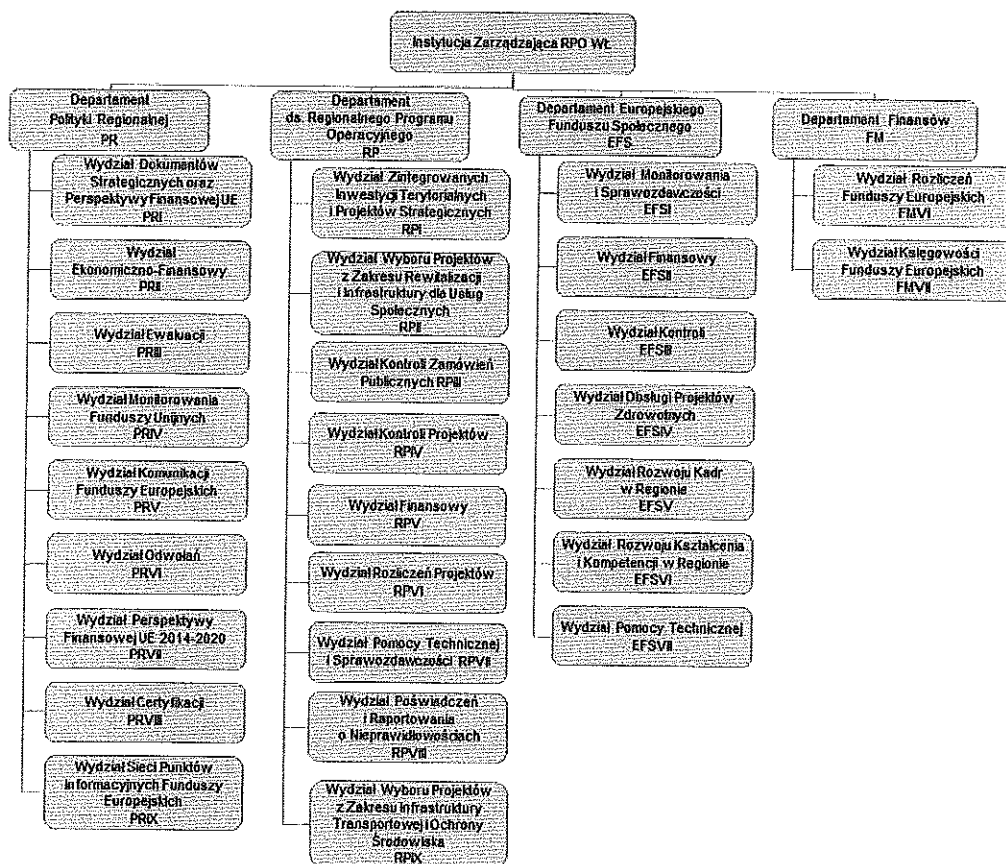 Instytucja Zarządzająca RPO WŁ
Departament
Polityki Regionalnej
PR
Wydział Dokumentów
Strategicznych oraz
Perspektywy Finansowej UE
PRI
Wydział
Ekonomiczno-Finansowy
PRII
Wydział Ewaluacji
PRIII
Wydział Monitorowania
Funduszy Unijnych
PRIV
Wydział Komunikacji
Funduszy Europejskich
PRV
Wydział Odwołań
PRVI
Wydział Perspektywy
Finansowej UE 2014-2020
PRVII
Wydział Certyfikacji
PRVIII
Wydział Sieci Punktów
Informacyjnych Funduszy
Europejskich
PRIX
Departament
ds. Regionalnego Programu
Operacyjnego
RP
Wydział Zintegrowanych
Inwestycji Terytorialnych
i Projektów Strategicznych
RPI
Wydział Wyboru Projektów
z Zakresu Rewitalizacji
i Infrastruktury dla Usług
Społecznych
RPII
Wydział Kontroli Zamówień
Publicznych RPIII
Wydział Kontroli Projektów
RPIV
Wydział Finansowy
RPV
Wydział Rozliczeń Projektów
RPVI
Wydział Pomocy Technicznej
i Sprawozdawczości RPVII
Wydział Poświadczeń
i Raportowania
o Nieprawidłowościach
RPVIII
Wydział Wyboru Projektów
z Zakresu Infrastruktury
Transportowej i Ochrony
Środowiska
RPIX
Departament Europejskiego
Funduszu Społecznego
EFS
Wydział Monitorowania
i Sprawozdawczości
EFSI
Wydział Finansowy
EFSII
Wydział Kontroli
EFSIII
Wydział Obsługi Projektów
Zdrowotnych
EFSIV
Wydział Rozwoju Kadr
w Regionie
EFSV
Wydział Rozwoju Kształcenia
i Kompetencji w Regionie
EFSVI
Wydział Pomocy Technicznej
EFSVII
Departament Finansów
FM
Wydział Rozliczeń
Funduszy Europejskich
FMVI
Wydział Księgowości
Funduszy Europejskich
FMVII